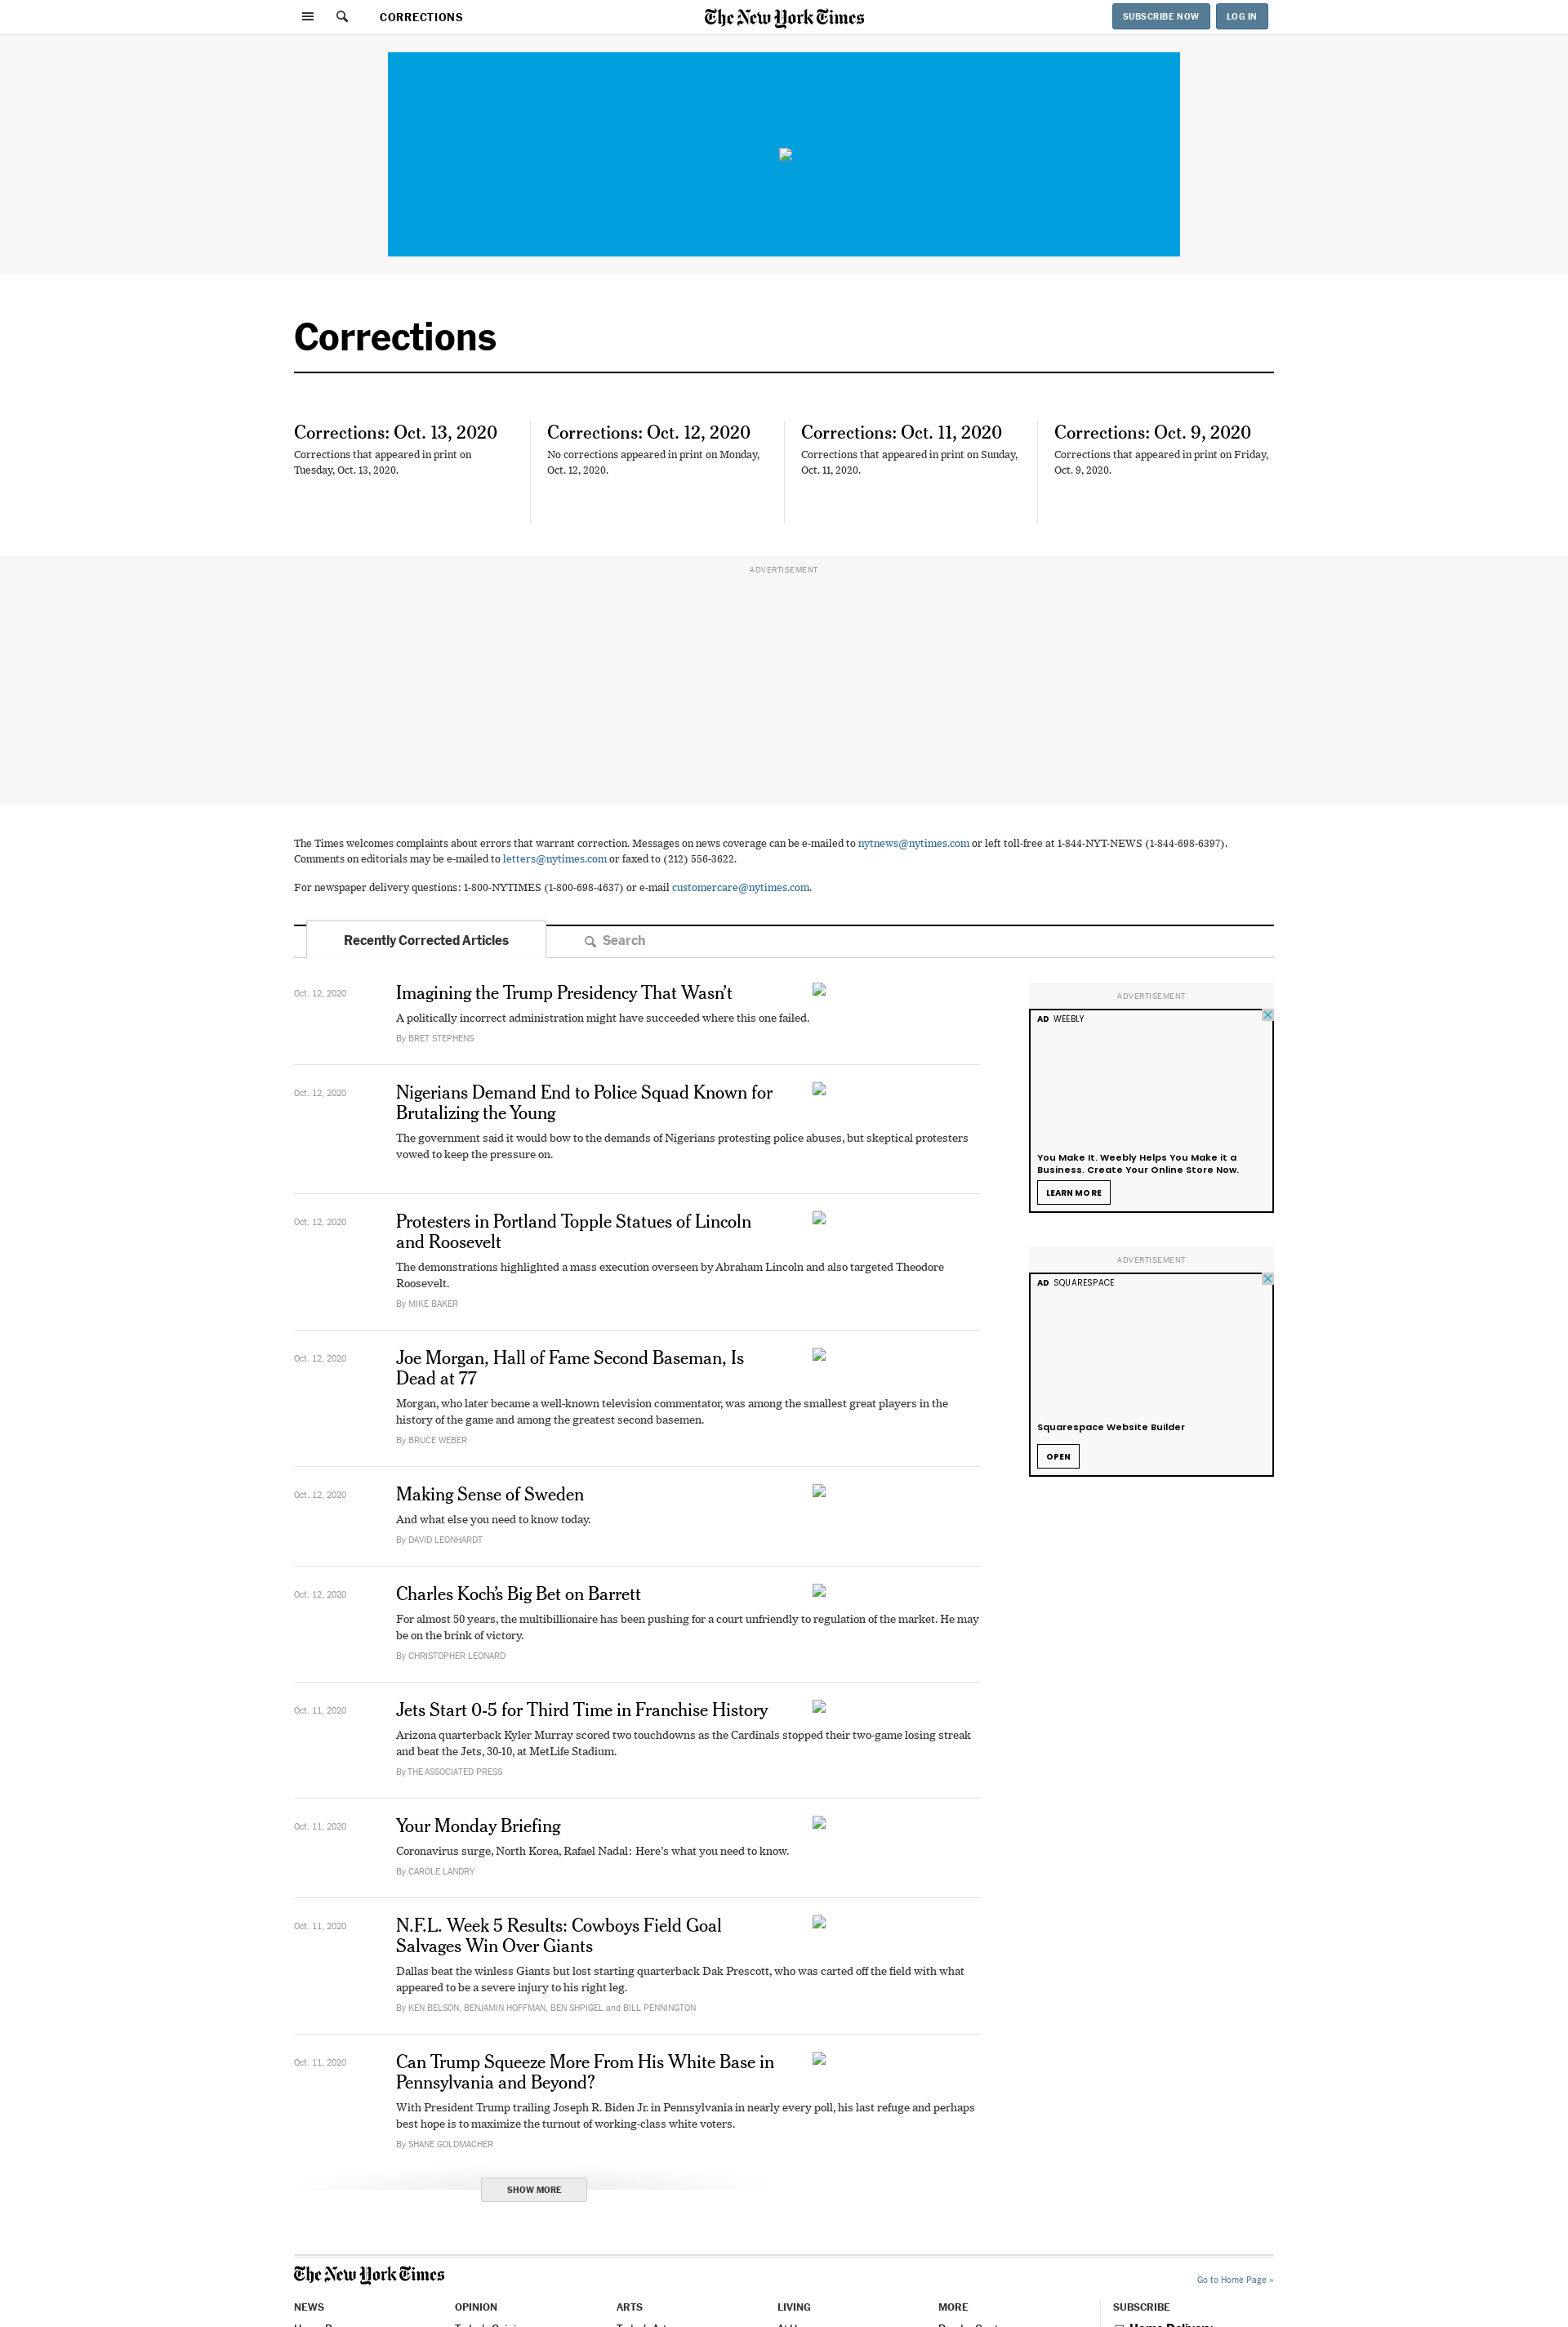 CORRECTIONS
The New York Times
SUBSCRIBE NOW
LOG IN
Corrections
Corrections: Oct. 13, 2020
Corrections that appeared in print on
Tuesday, Oct. 13, 2020.
Corrections: Oct. 12, 2020
No corrections appeared in print on Monday,
Oct. 12, 2020.
Corrections: Oct. 11, 2020
Corrections that appeared in print on Sunday,
Oct. 11, 2020.
Corrections: Oct. 9, 2020
Corrections that appeared in print on Friday,
Oct. 9, 2020.
ADVERTISEMENT
The Times welcomes complaints about errors that warrant correction. Messages on news coverage can be e-mailed to nytnews@nytimes.com or left toll-free at 1-844-NYT-NEWS (1-844-698-6397).
Comments on editorials may be e-mailed to letters@nytimes.com or faxed to (212) 556-3622.
For newspaper delivery questions: 1-800-NYTIMES (1-800-698-4637) or e-mail customercare@nytimes.com.
Recently Corrected Articles
Search
Oct. 12, 2020
Imagining the Trump Presidency That Wasn’t
A politically incorrect administration might have succeeded where this one failed.
By BRET STEPHENS
Oct. 12, 2020
Nigerians Demand End to Police Squad Known for
Brutalizing the Young
The government said it would bow to the demands of Nigerians protesting police abuses, but skeptical protesters
vowed to keep the pressure on.
Oct. 12, 2020
Protesters in Portland Topple Statues of Lincoln
and Roosevelt
The demonstrations highlighted a mass execution overseen by Abraham Lincoln and also targeted Theodore
Roosevelt.
By MIKE BAKER
Oct. 12, 2020
Joe Morgan, Hall of Fame Second Baseman, Is
Dead at 77
Morgan, who later became a well-known television commentator, was among the smallest great players in the
history of the game and among the greatest second basemen.
By BRUCE WEBER
Oct. 12, 2020
Making Sense of Sweden
And what else you need to know today.
By DAVID LEONHARDT
Oct. 12, 2020
Charles Koch’s Big Bet on Barrett
For almost 50 years, the multibillionaire has been pushing for a court unfriendly to regulation of the market. He may
be on the brink of victory.
By CHRISTOPHER LEONARD
Oct. 11, 2020
Jets Start 0-5 for Third Time in Franchise History
Arizona quarterback Kyler Murray scored two touchdowns as the Cardinals stopped their two-game losing streak
and beat the Jets, 30-10, at MetLife Stadium.
By THE ASSOCIATED PRESS
Oct. 11, 2020
Your Monday Briefing
Coronavirus surge, North Korea, Rafael Nadal: Here’s what you need to know.
By CAROLE LANDRY
Oct. 11, 2020
N.F.L. Week 5 Results: Cowboys Field Goal
Salvages Win Over Giants
Dallas beat the winless Giants but lost starting quarterback Dak Prescott, who was carted off the field with what
appeared to be a severe injury to his right leg.
By KEN BELSON, BENJAMIN HOFFMAN, BEN SHPIGEL and BILL PENNINGTON
Oct. 11, 2020
Can Trump Squeeze More From His White Base in
Pennsylvania and Beyond?
With President Trump trailing Joseph R. Biden Jr. in Pennsylvania in nearly every poll, his last refuge and perhaps
best hope is to maximize the turnout of working-class white voters.
By SHANE GOLDMACHER
SHOW MORE
ADVERTISEMENT
AD WEEBLY
You Make It. Weebly Helps You Make it a
Business. Create Your Online Store Now.
LEARN MORE
ADVERTISEMENT
AD SQUARESPACE
Squarespace Website Builder
OPEN
The New York Times
Go to Home Page »
NEWS
OPINION
ARTS
LIVING
MORE
SUBSCRIBE
Home Delivery